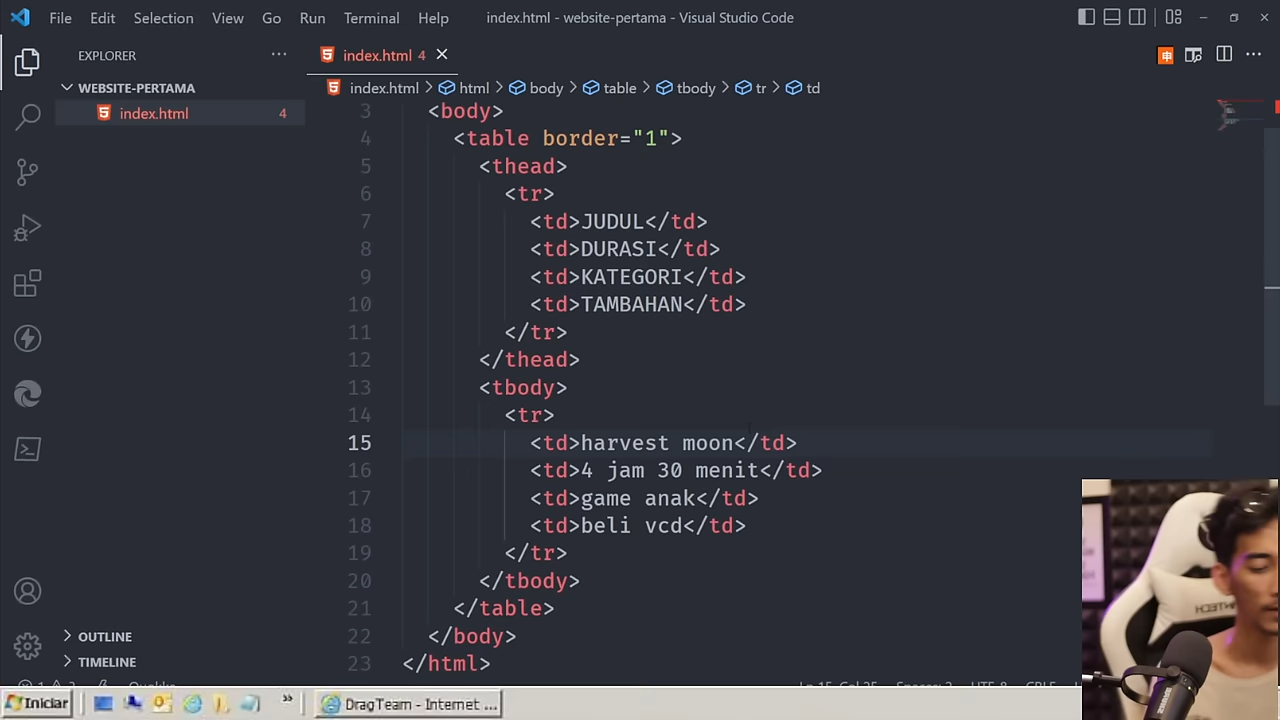 File Edit Selection View Go Run Terminal Help index.html - website-pertama - Visual Studio Code
EXPLORER
index.html 4
WEBSITE-PERTAMA
index.html 4
index.html > html > body > table > tbody > tr > td
3 <body>
4 <table border="1">
5 <thead>
6 <tr>
7 <td>JUDUL</td>
8 <td>DURASI</td>
9 <td>KATEGORI</td>
10 <td>TAMBAHAN</td>
11 </tr>
12 </thead>
13 <tbody>
14 <tr>
15 <td>harvest moon</td>
16 <td>4 jam 30 menit</td>
17 <td>game anak</td>
18 <td>beli vcd</td>
19 </tr>
20 </tbody>
21 </table>
22 </body>
23 </html>
OUTLINE
TIMELINE
Iniciar
DragTeam - Internet ...